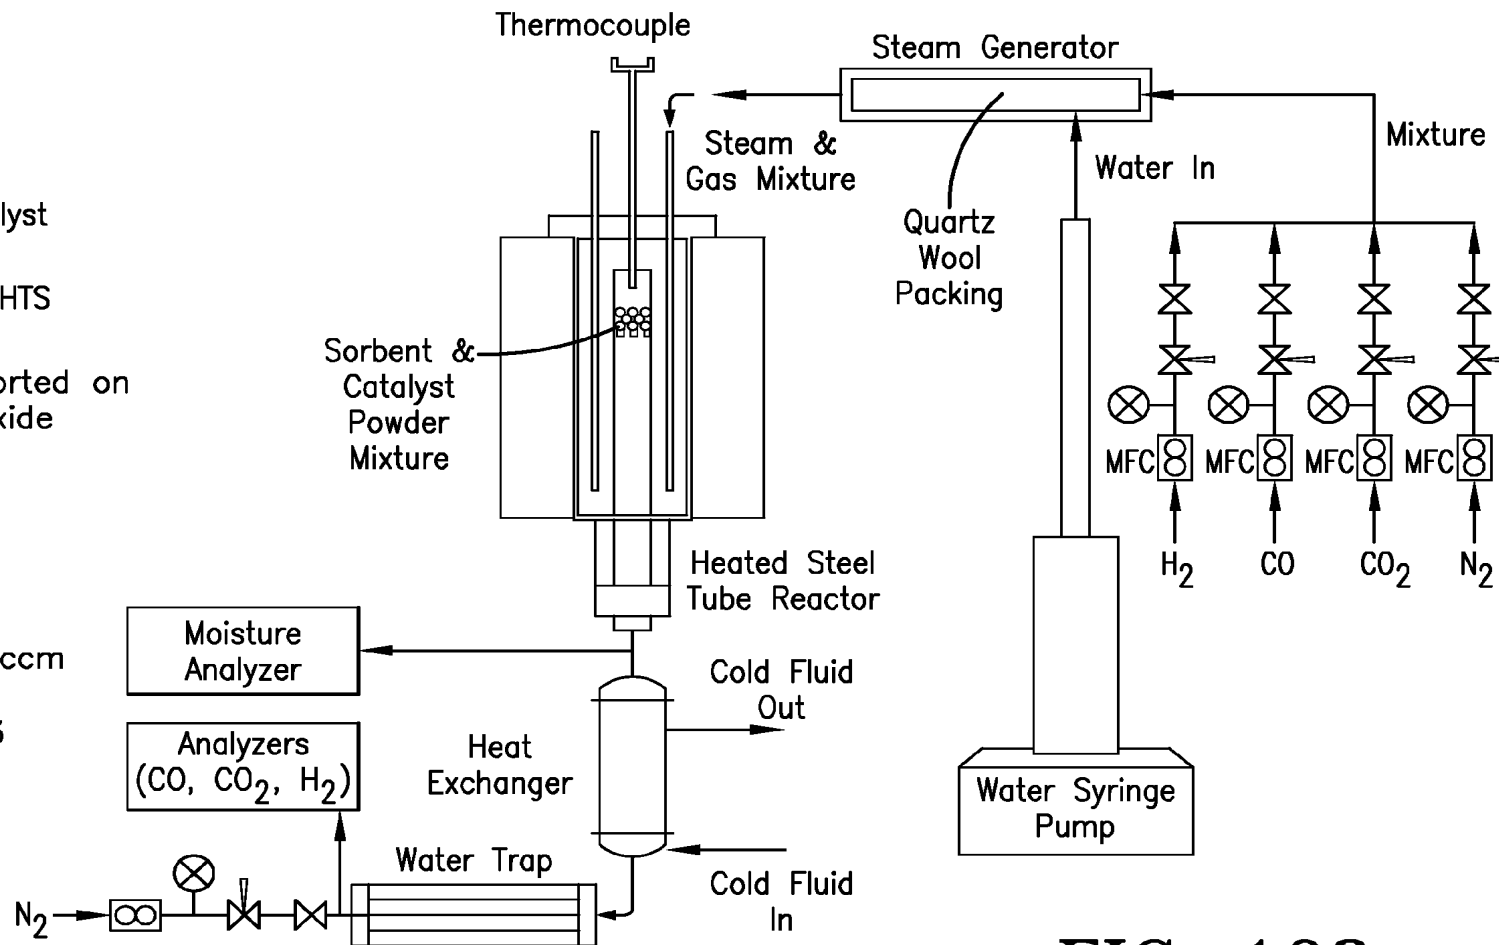 Thermocouple
Steam Generator
Mixture
Steam &
Gas Mixture
Water In
Quartz
Wool
Packing
lyst
HTS
orted on
xide
Sorbent &
Catalyst
Powder
Mixture
MFC MFC MFC MFC
H2 CO CO2 N2
Heated Steel
Tube Reactor
Moisture
Analyzer
ccm
Cold Fluid
Out
Analyzers
(CO, CO2, H2)
Heat
Exchanger
Water Syringe
Pump
Water Trap
Cold Fluid
In
N2